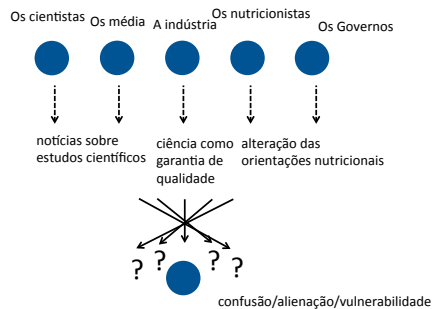 Os cientistas
Os média
A indústria
Os nutricionistas
Os Governos
notícias sobre
estudos científicos
ciência como
garantia de
qualidade
alteração das
orientações nutricionais
? ? ? ?
confusão/alienação/vulnerabilidade